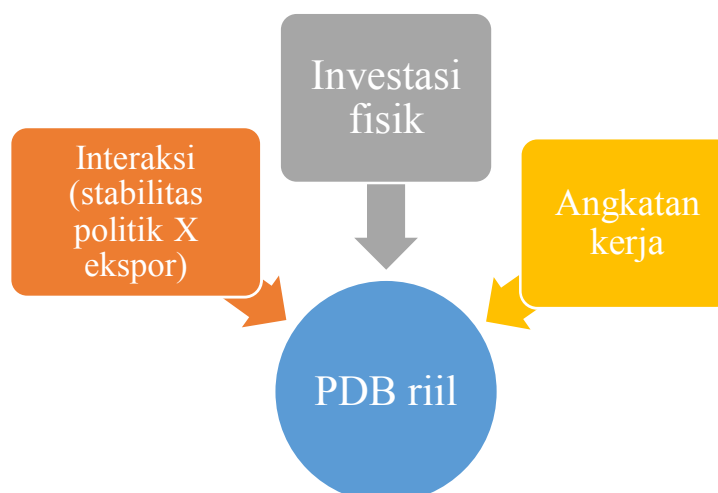 Investasi
fisik
Interaksi
(stabilitas
politik X
ekspor)
Angkatan
kerja
PDB riil